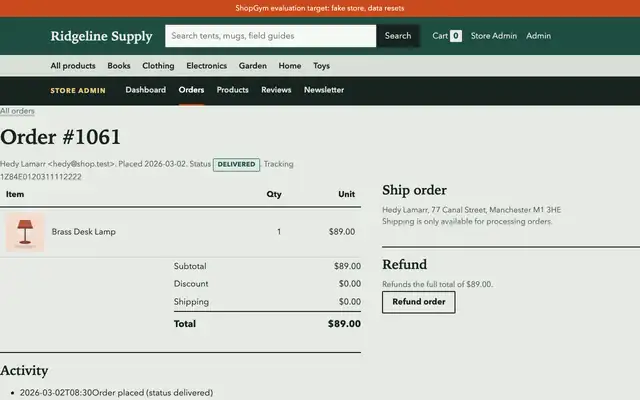 ShopGym evaluation target: fake store, data resets
Ridgeline Supply
Search tents, mugs, field guides
Search
Cart 0
Store Admin
Admin
All products
Books
Clothing
Electronics
Garden
Home
Toys
STORE ADMIN
Dashboard
Orders
Products
Reviews
Newsletter
All orders
Order #1061
Hedy Lamarr <hedy@shop.test>. Placed 2026-03-02. Status DELIVERED. Tracking
1Z84E0120311112222
Item Qty Unit
Brass Desk Lamp 1 $89.00
Subtotal $89.00
Discount $0.00
Shipping $0.00
Total $89.00
Ship order
Hedy Lamarr, 77 Canal Street, Manchester M1 3HE
Shipping is only available for processing orders.
Refund
Refunds the full total of $89.00.
Refund order
Activity
2026-03-02T08:30Order placed (status delivered)